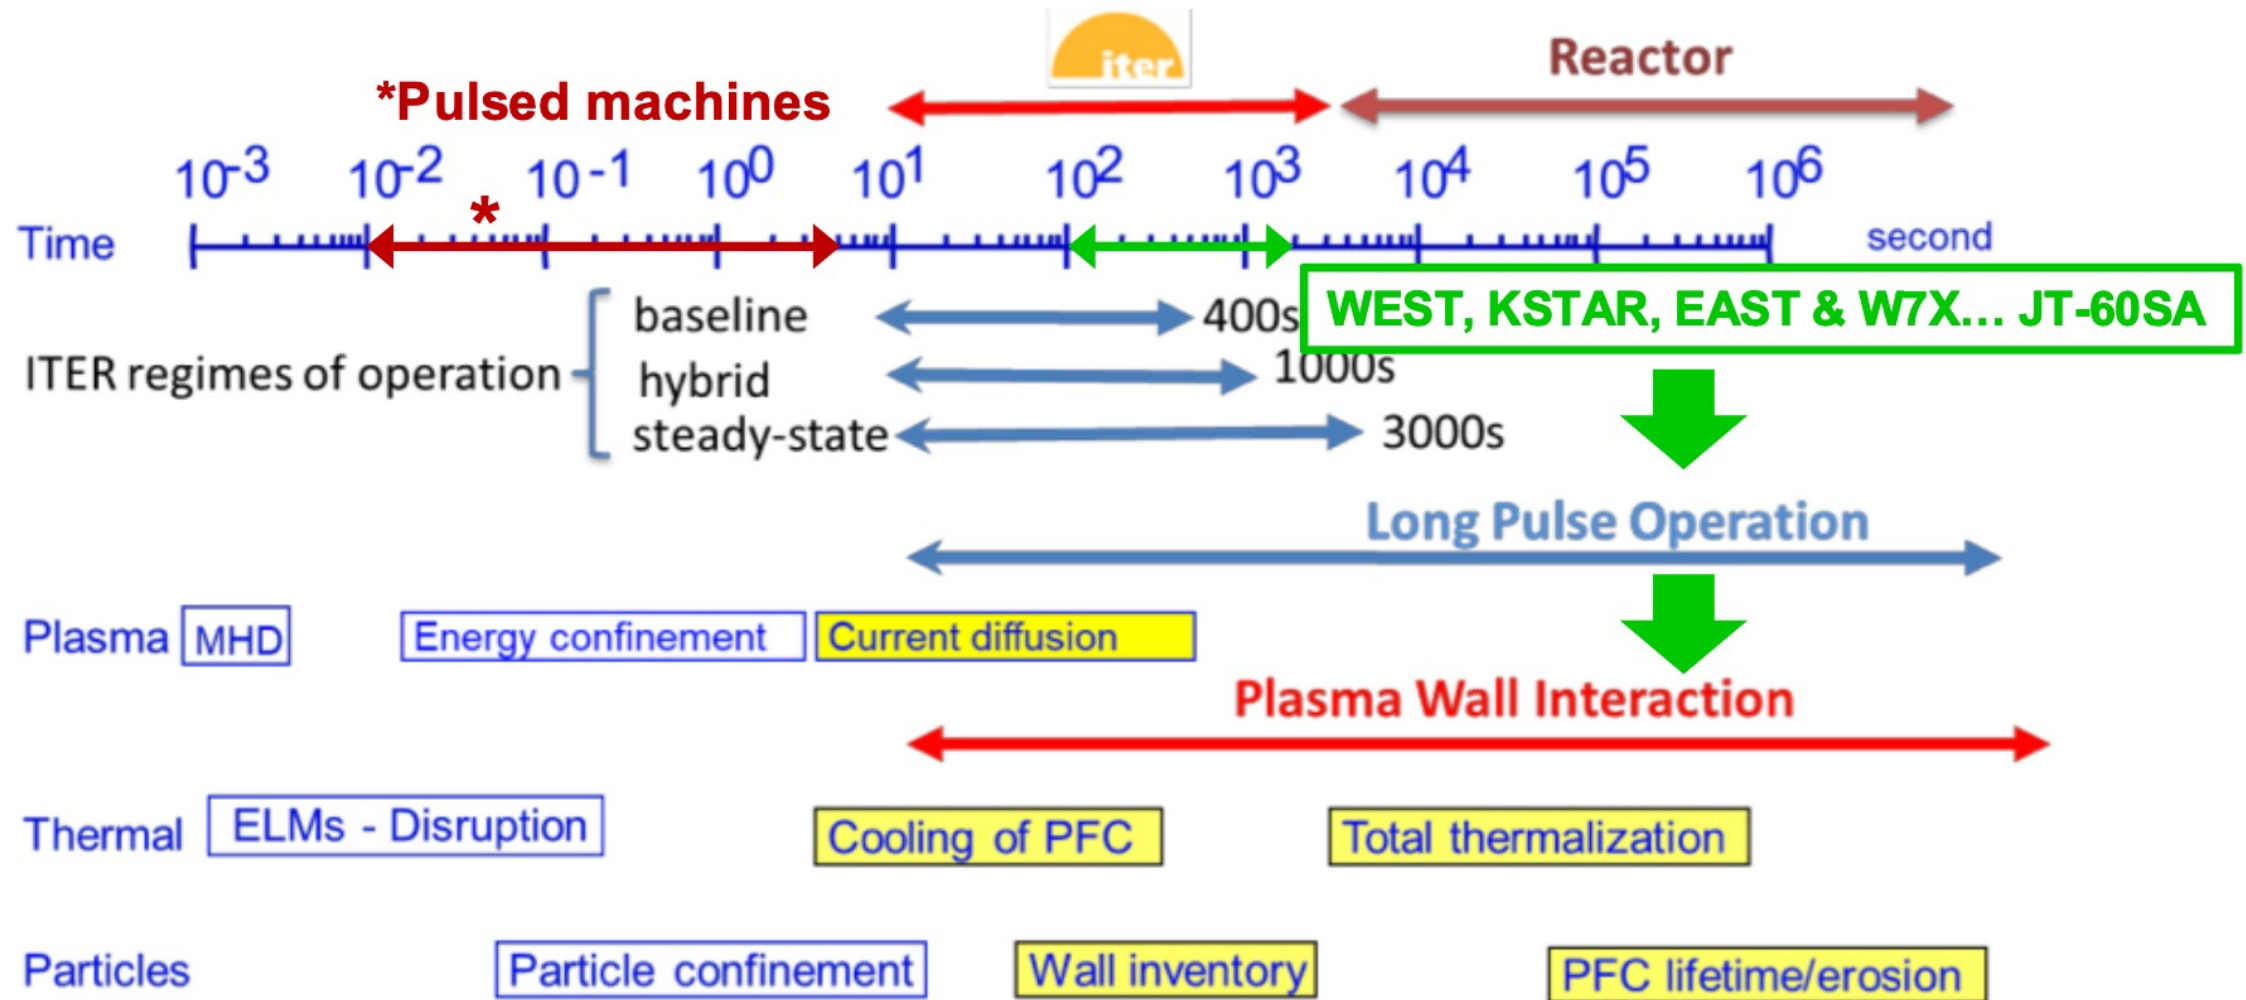 iter
Reactor
*Pulsed machines
10-3 10-2 10-1 100 101 102 103 104 105 106
*
Time second
baseline 400s
WEST, KSTAR, EAST & W7X... JT-60SA
ITER regimes of operation
hybrid 1000s
steady-state 3000s
Long Pulse Operation
Plasma MHD Energy confinement Current diffusion
Plasma Wall Interaction
Thermal ELMs - Disruption Cooling of PFC Total thermalization
Particles Particle confinement Wall inventory PFC lifetime/erosion